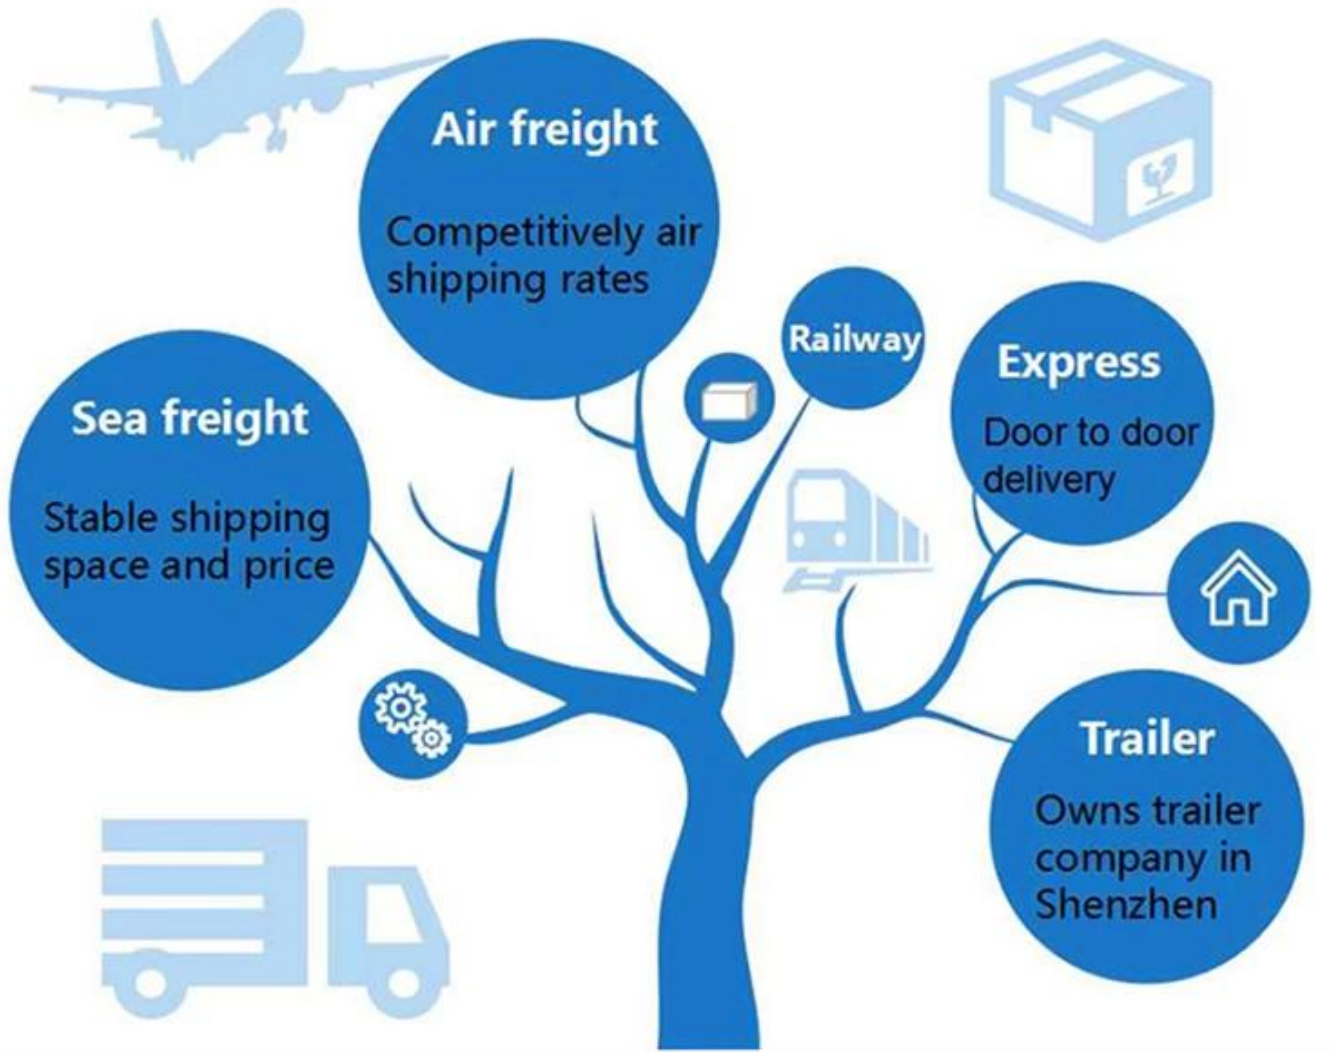 Air freight
Competitively air
shipping rates
Railway
Express
Door to door
delivery
Sea freight
Stable shipping
space and price
Trailer
Owns trailer
company in
Shenzhen